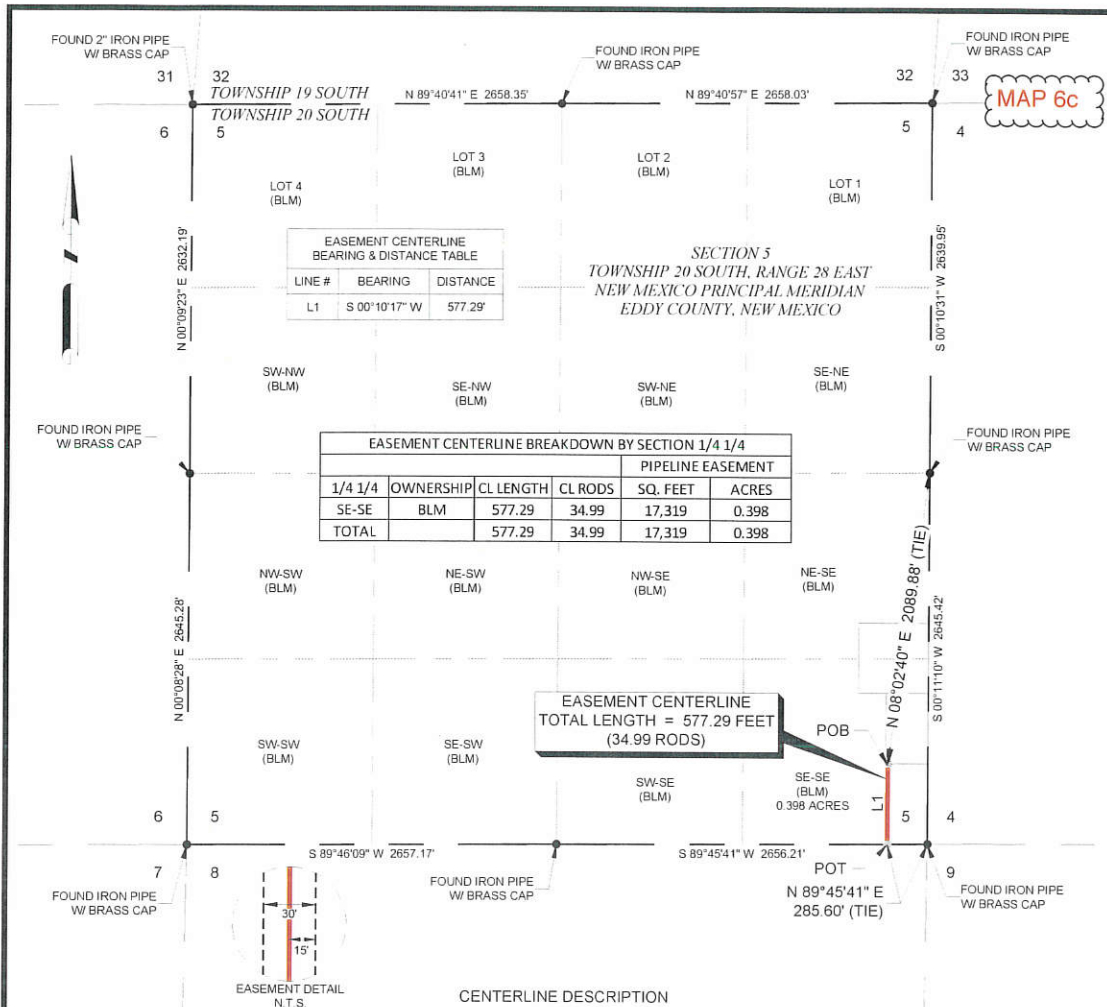 FOUND 2" IRON PIPE
W/ BRASS CAP
FOUND IRON PIPE
W/ BRASS CAP
FOUND IRON PIPE
W/ BRASS CAP
31 32
32 33
TOWNSHIP 19 SOUTH
TOWNSHIP 20 SOUTH
N 89°40'41" E 2658.35'
N 89°40'57" E 2658.03'
MAP 6c
6 5
5 4
LOT 4
(BLM)
LOT 3
(BLM)
LOT 2
(BLM)
LOT 1
(BLM)
N 00°09'23" E 2632.19'
S 00°10'31" W 2639.95'
EASEMENT CENTERLINE
BEARING & DISTANCE TABLE
LINE # BEARING DISTANCE
L1 S 00°10'17" W 577.29'
SECTION 5
TOWNSHIP 20 SOUTH, RANGE 28 EAST
NEW MEXICO PRINCIPAL MERIDIAN
EDDY COUNTY, NEW MEXICO
SW-NW
(BLM)
SE-NW
(BLM)
SW-NE
(BLM)
SE-NE
(BLM)
FOUND IRON PIPE
W/ BRASS CAP
FOUND IRON PIPE
W/ BRASS CAP
EASEMENT CENTERLINE BREAKDOWN BY SECTION 1/4 1/4
PIPELINE EASEMENT
1/4 1/4 OWNERSHIP CL LENGTH CL RODS SQ. FEET ACRES
SE-SE BLM 577.29 34.99 17,319 0.398
TOTAL 577.29 34.99 17,319 0.398
NW-SW
(BLM)
NE-SW
(BLM)
NW-SE
(BLM)
NE-SE
(BLM)
N 00°08'28" E 2645.28'
N 08°02'40" E 2089.88' (TIE)
S 00°11'10" W 2645.42'
EASEMENT CENTERLINE
TOTAL LENGTH = 577.29 FEET
(34.99 RODS)
POB
SW-SW
(BLM)
SE-SW
(BLM)
SW-SE
(BLM)
SE-SE
(BLM)
0.398 ACRES
L1
6 5
5 4
7 8
9
S 89°46'09" W 2657.17'
S 89°45'41" W 2656.21'
POT
N 89°45'41" E
285.60' (TIE)
FOUND IRON PIPE
W/ BRASS CAP
FOUND IRON PIPE
W/ BRASS CAP
FOUND IRON PIPE
W/ BRASS CAP
30'
15'
EASEMENT DETAIL
N.T.S.
CENTERLINE DESCRIPTION